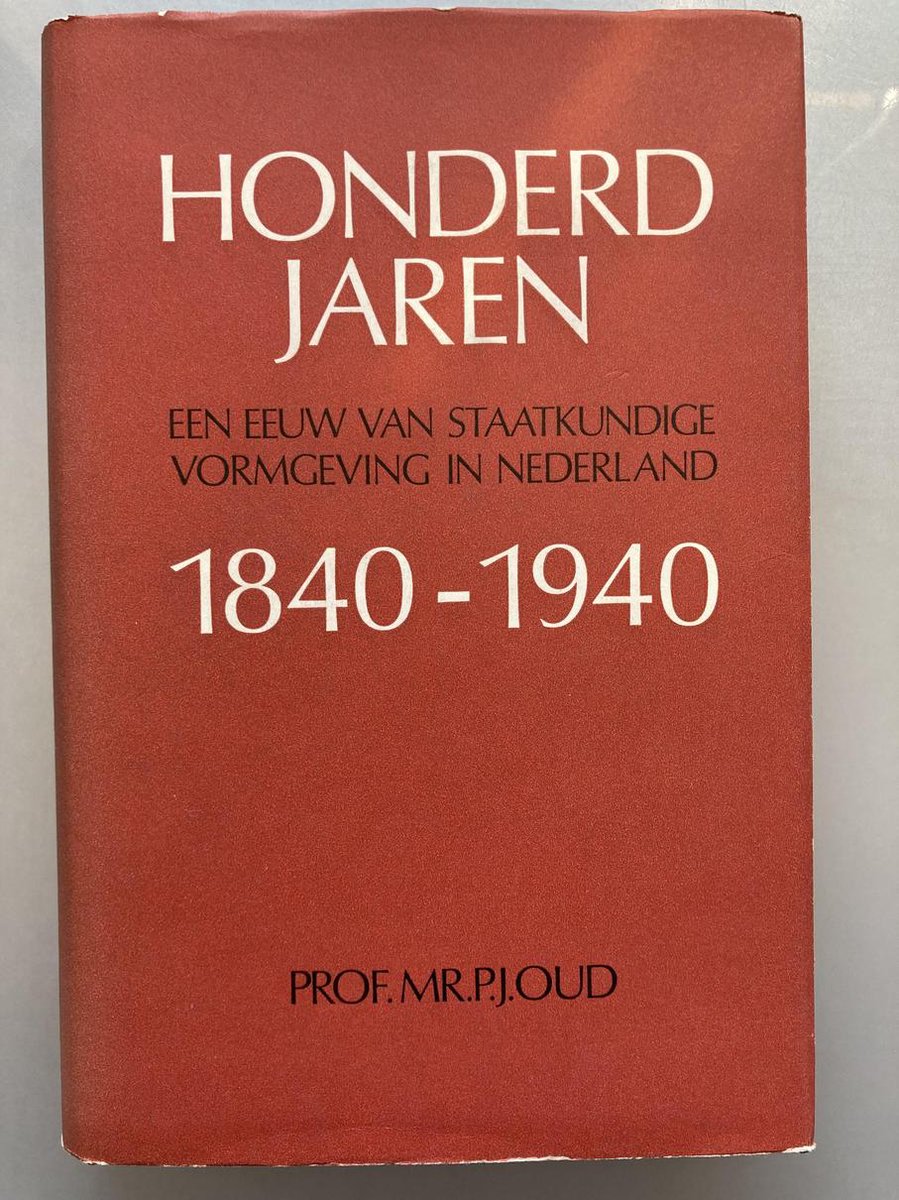 HONDERD
JAREN
EEN EEUW VAN STAATKUNDIGE
VORMGEVING IN NEDERLAND
1840-1940
PROF. MR. P.J. OUD